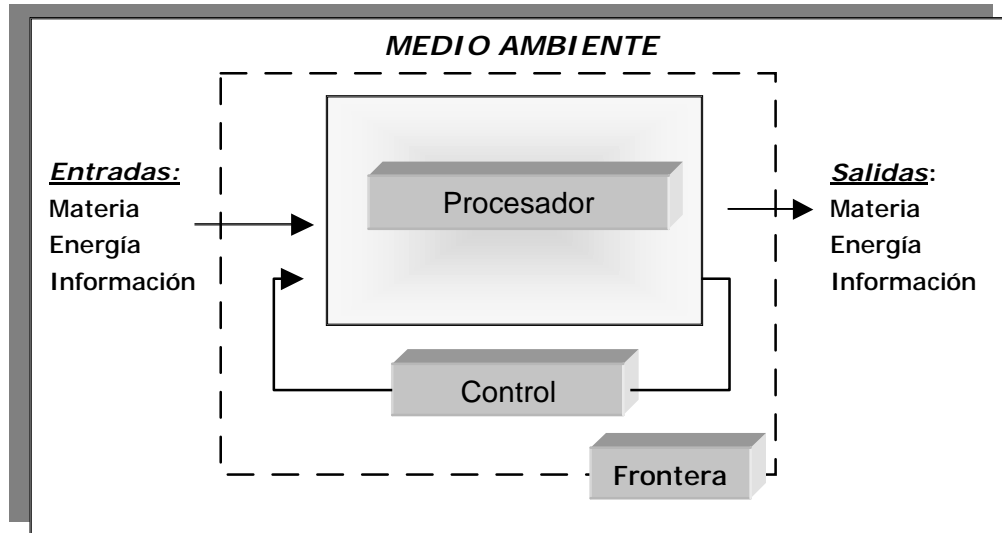 MEDIO AMBIENTE
Entradas:
Materia
Energía
Información
Procesador
Control
Frontera
Salidas:
Materia
Energía
Información